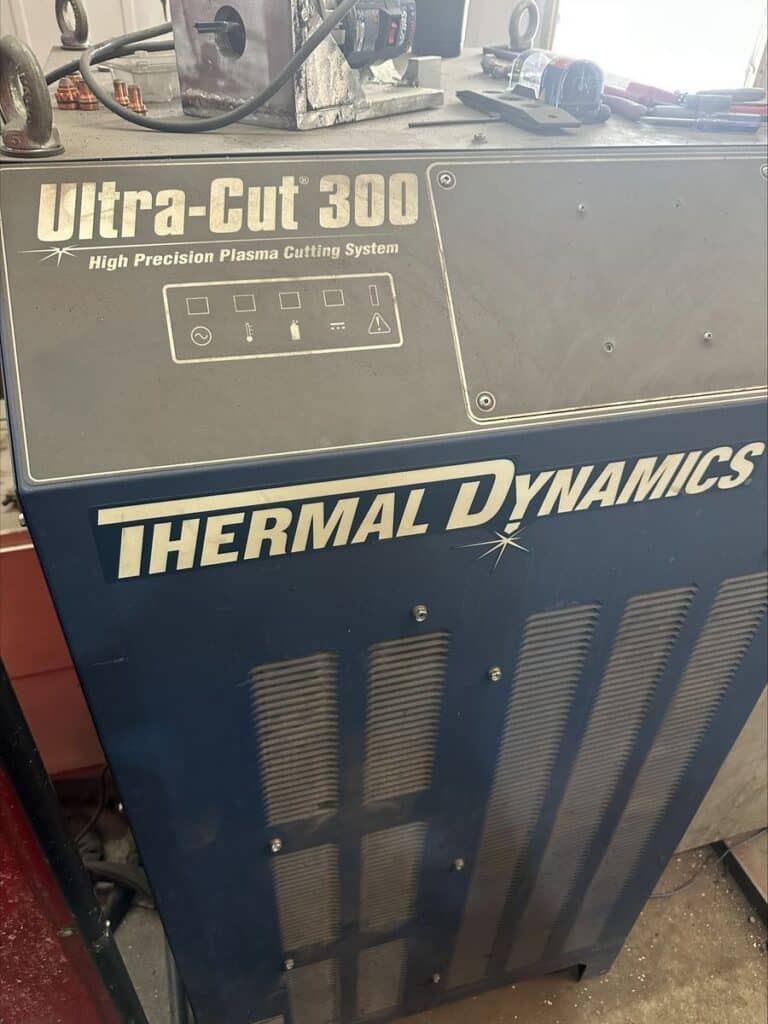 Ultra-Cut® 300
High Precision Plasma Cutting System
THERMAL DYNAMICS®